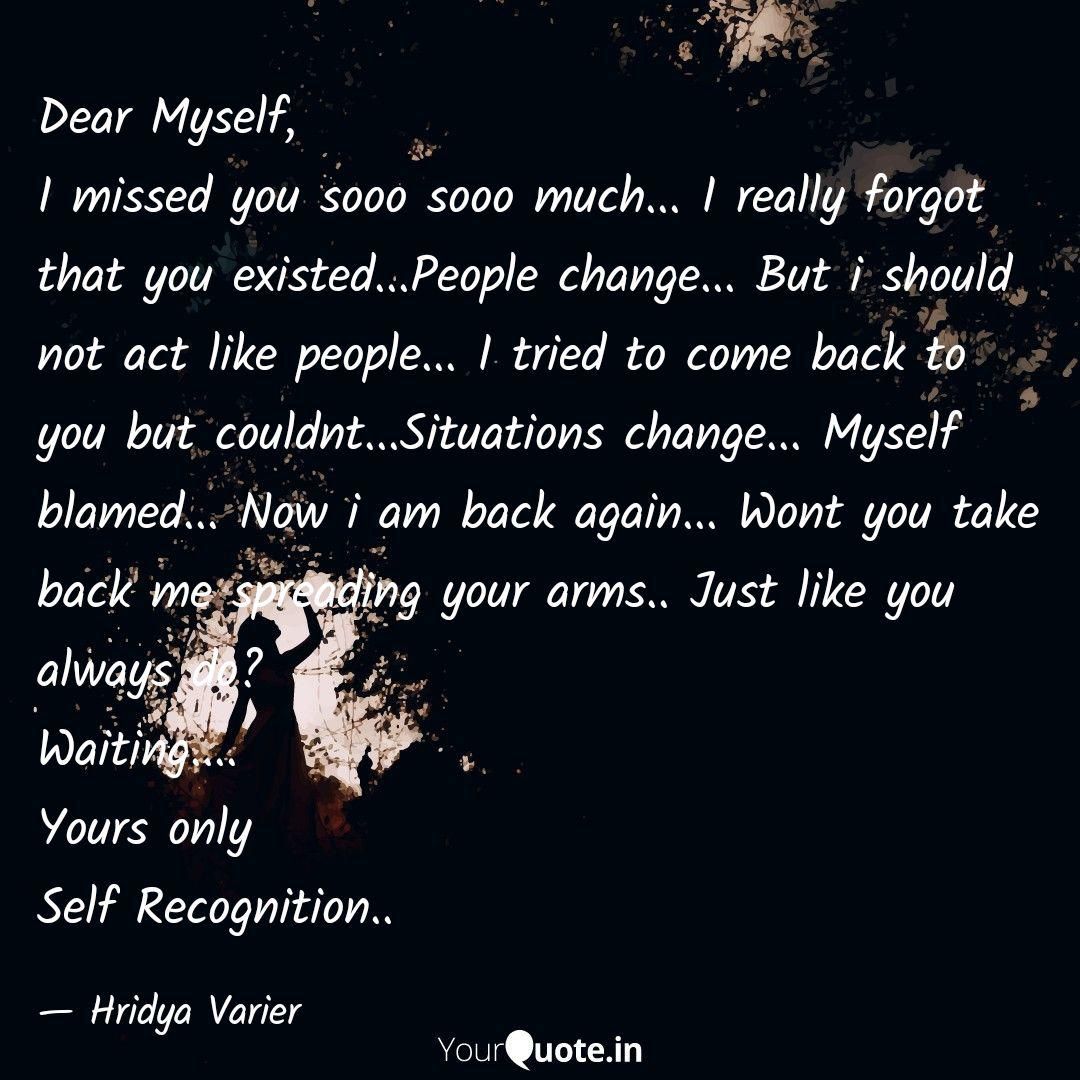 Dear Myself,
I missed you sooo sooo much... I really forgot
that you existed...People change... But i should
not act like people... I tried to come back to
you but couldnt...Situations change... Myself
blamed... Now i am back again... Wont you take
back me spreading your arms.. Just like you
always do?
Waiting....
Yours only
Self Recognition..
— Hridya Varier
YourQuote.in